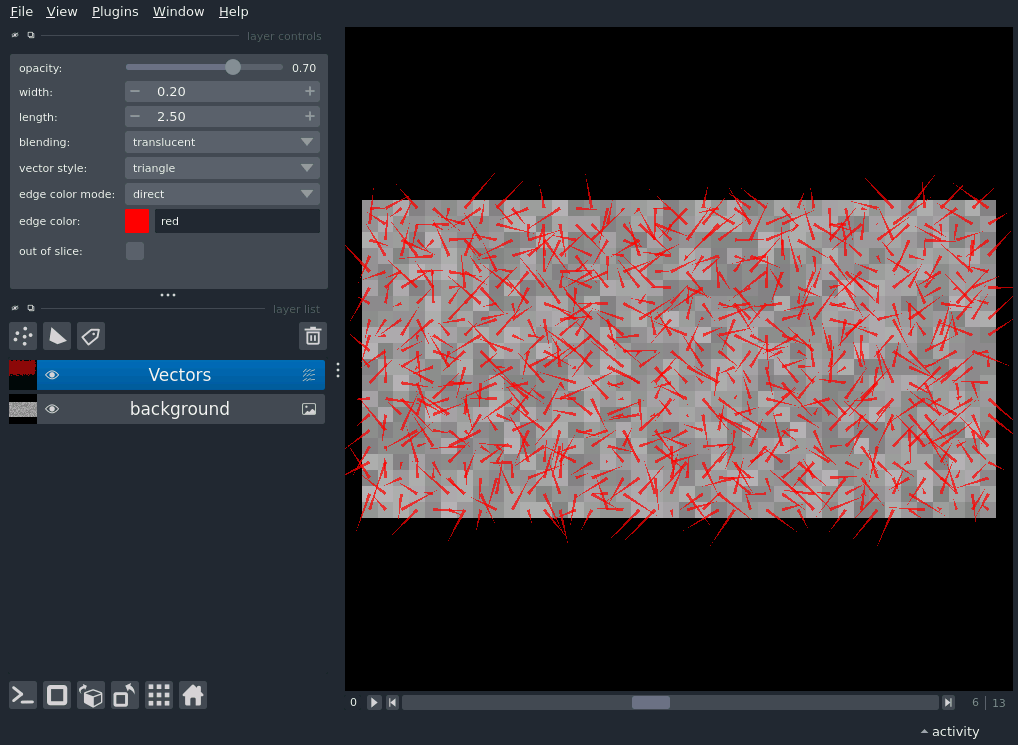 File View Plugins Window Help
layer controls
opacity: 0.70
width: − 0.20 +
length: − 2.50 +
blending: translucent
vector style: triangle
edge color mode: direct
edge color: red
out of slice:
layer list
Vectors
background
0 6 | 13
activity